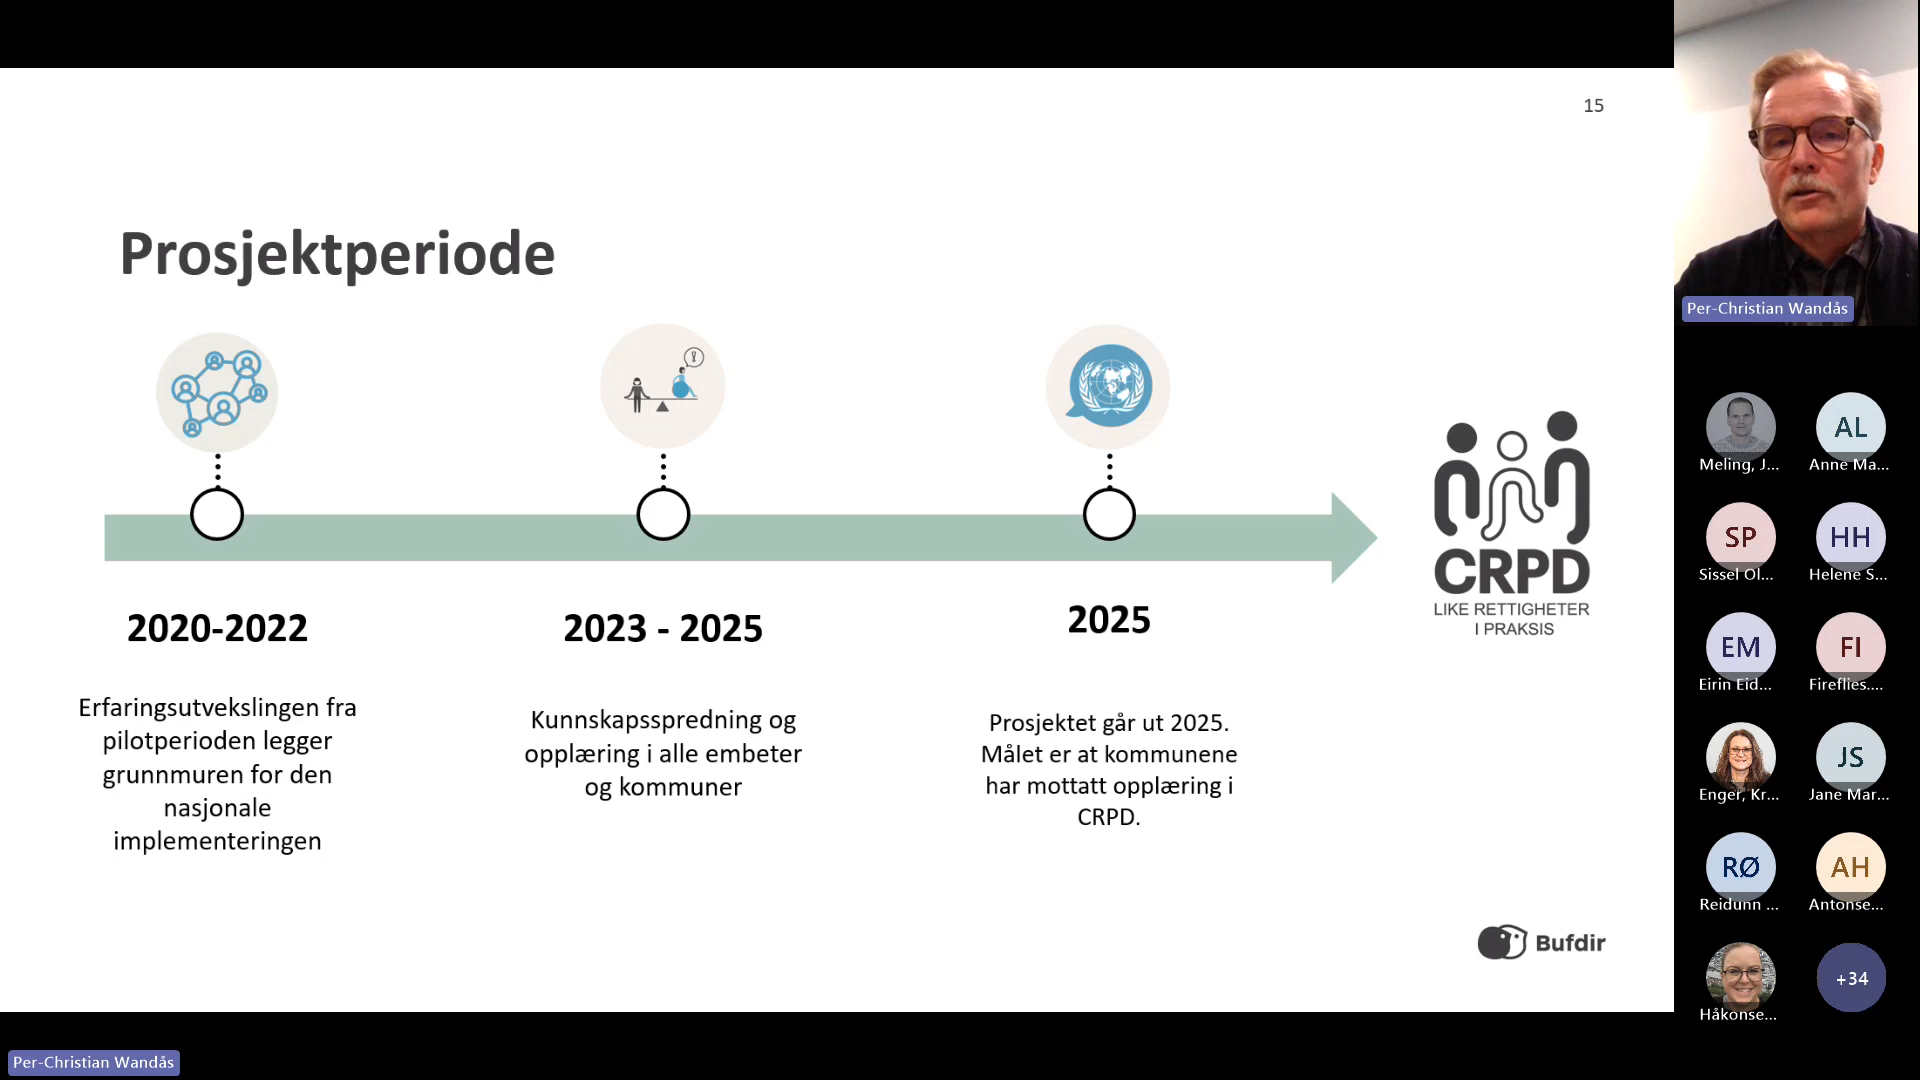 15
Prosjektperiode
2020-2022
Erfaringsutvekslingen fra
pilotperioden legger
grunnmuren for den
nasjonale
implementeringen
2023 - 2025
Kunnskapsspredning og
opplæring i alle embeter
og kommuner
2025
Prosjektet går ut 2025.
Målet er at kommunene
har mottatt opplæring i
CRPD.
CRPD
LIKE RETTIGHETER
I PRAKSIS
Bufdir
Per-Christian Wandås
Meling, J...
AL
Anne Ma...
SP
Sissel Ol...
HH
Helene S...
EM
Eirin Eid...
FI
Fireflies....
Enger, Kr...
JS
Jane Mar...
RØ
Reidunn ...
AH
Antonse...
Håkonse...
+34
Per-Christian Wandås